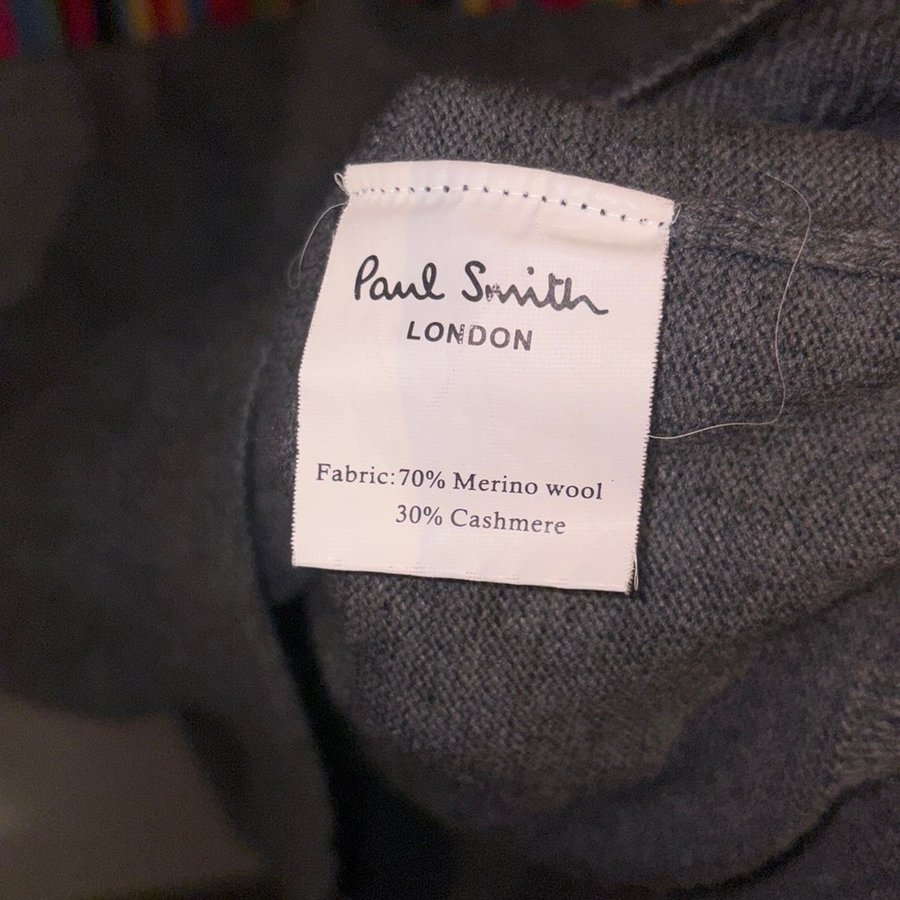 Paul Smith
LONDON
Fabric:70% Merino wool
30% Cashmere